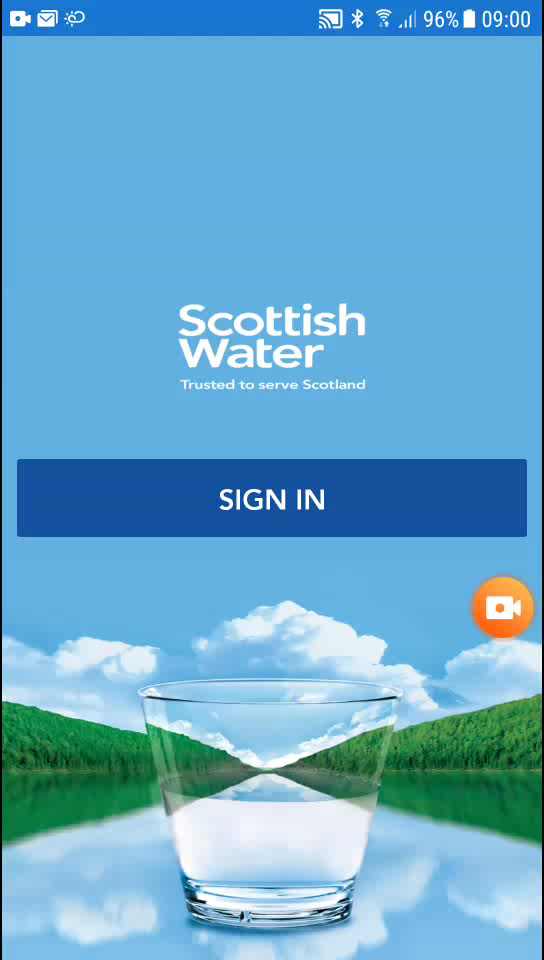 96% 09:00
Scottish
Water
Trusted to serve Scotland
SIGN IN